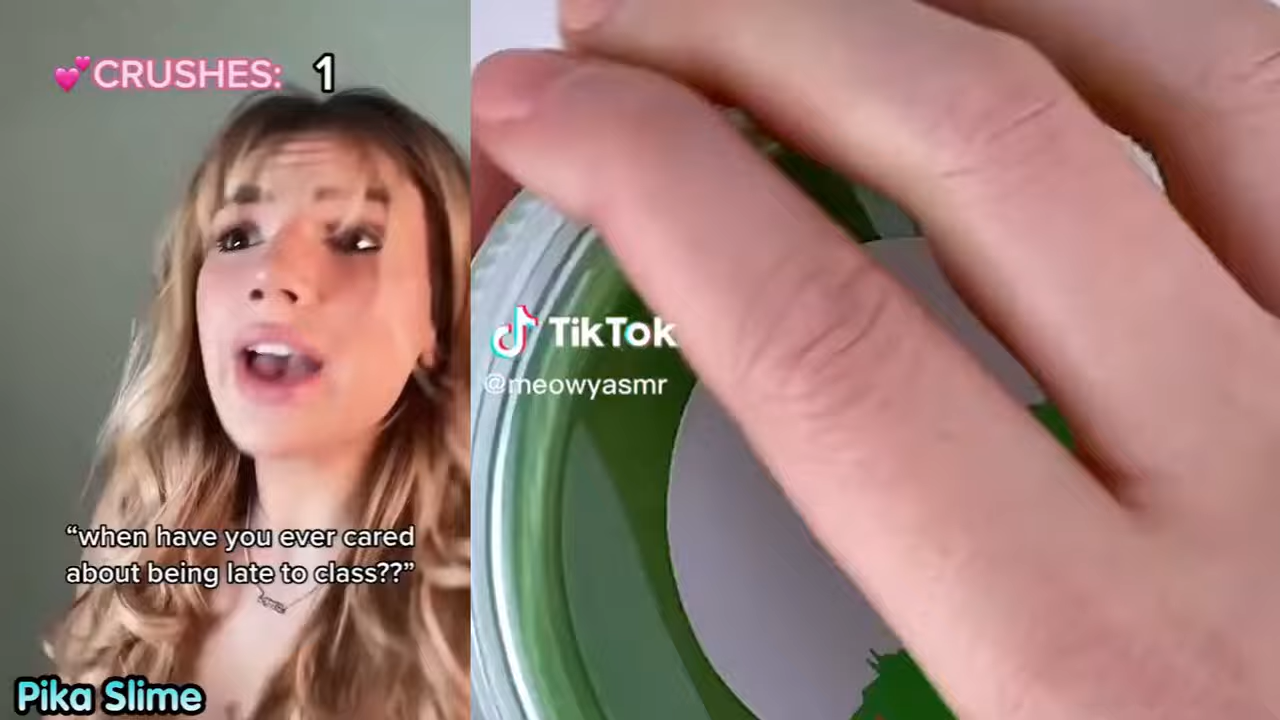 💕CRUSHES: 1
“when have you ever cared
about being late to class??”
Pika Slime
TikTok
@meowyasmr